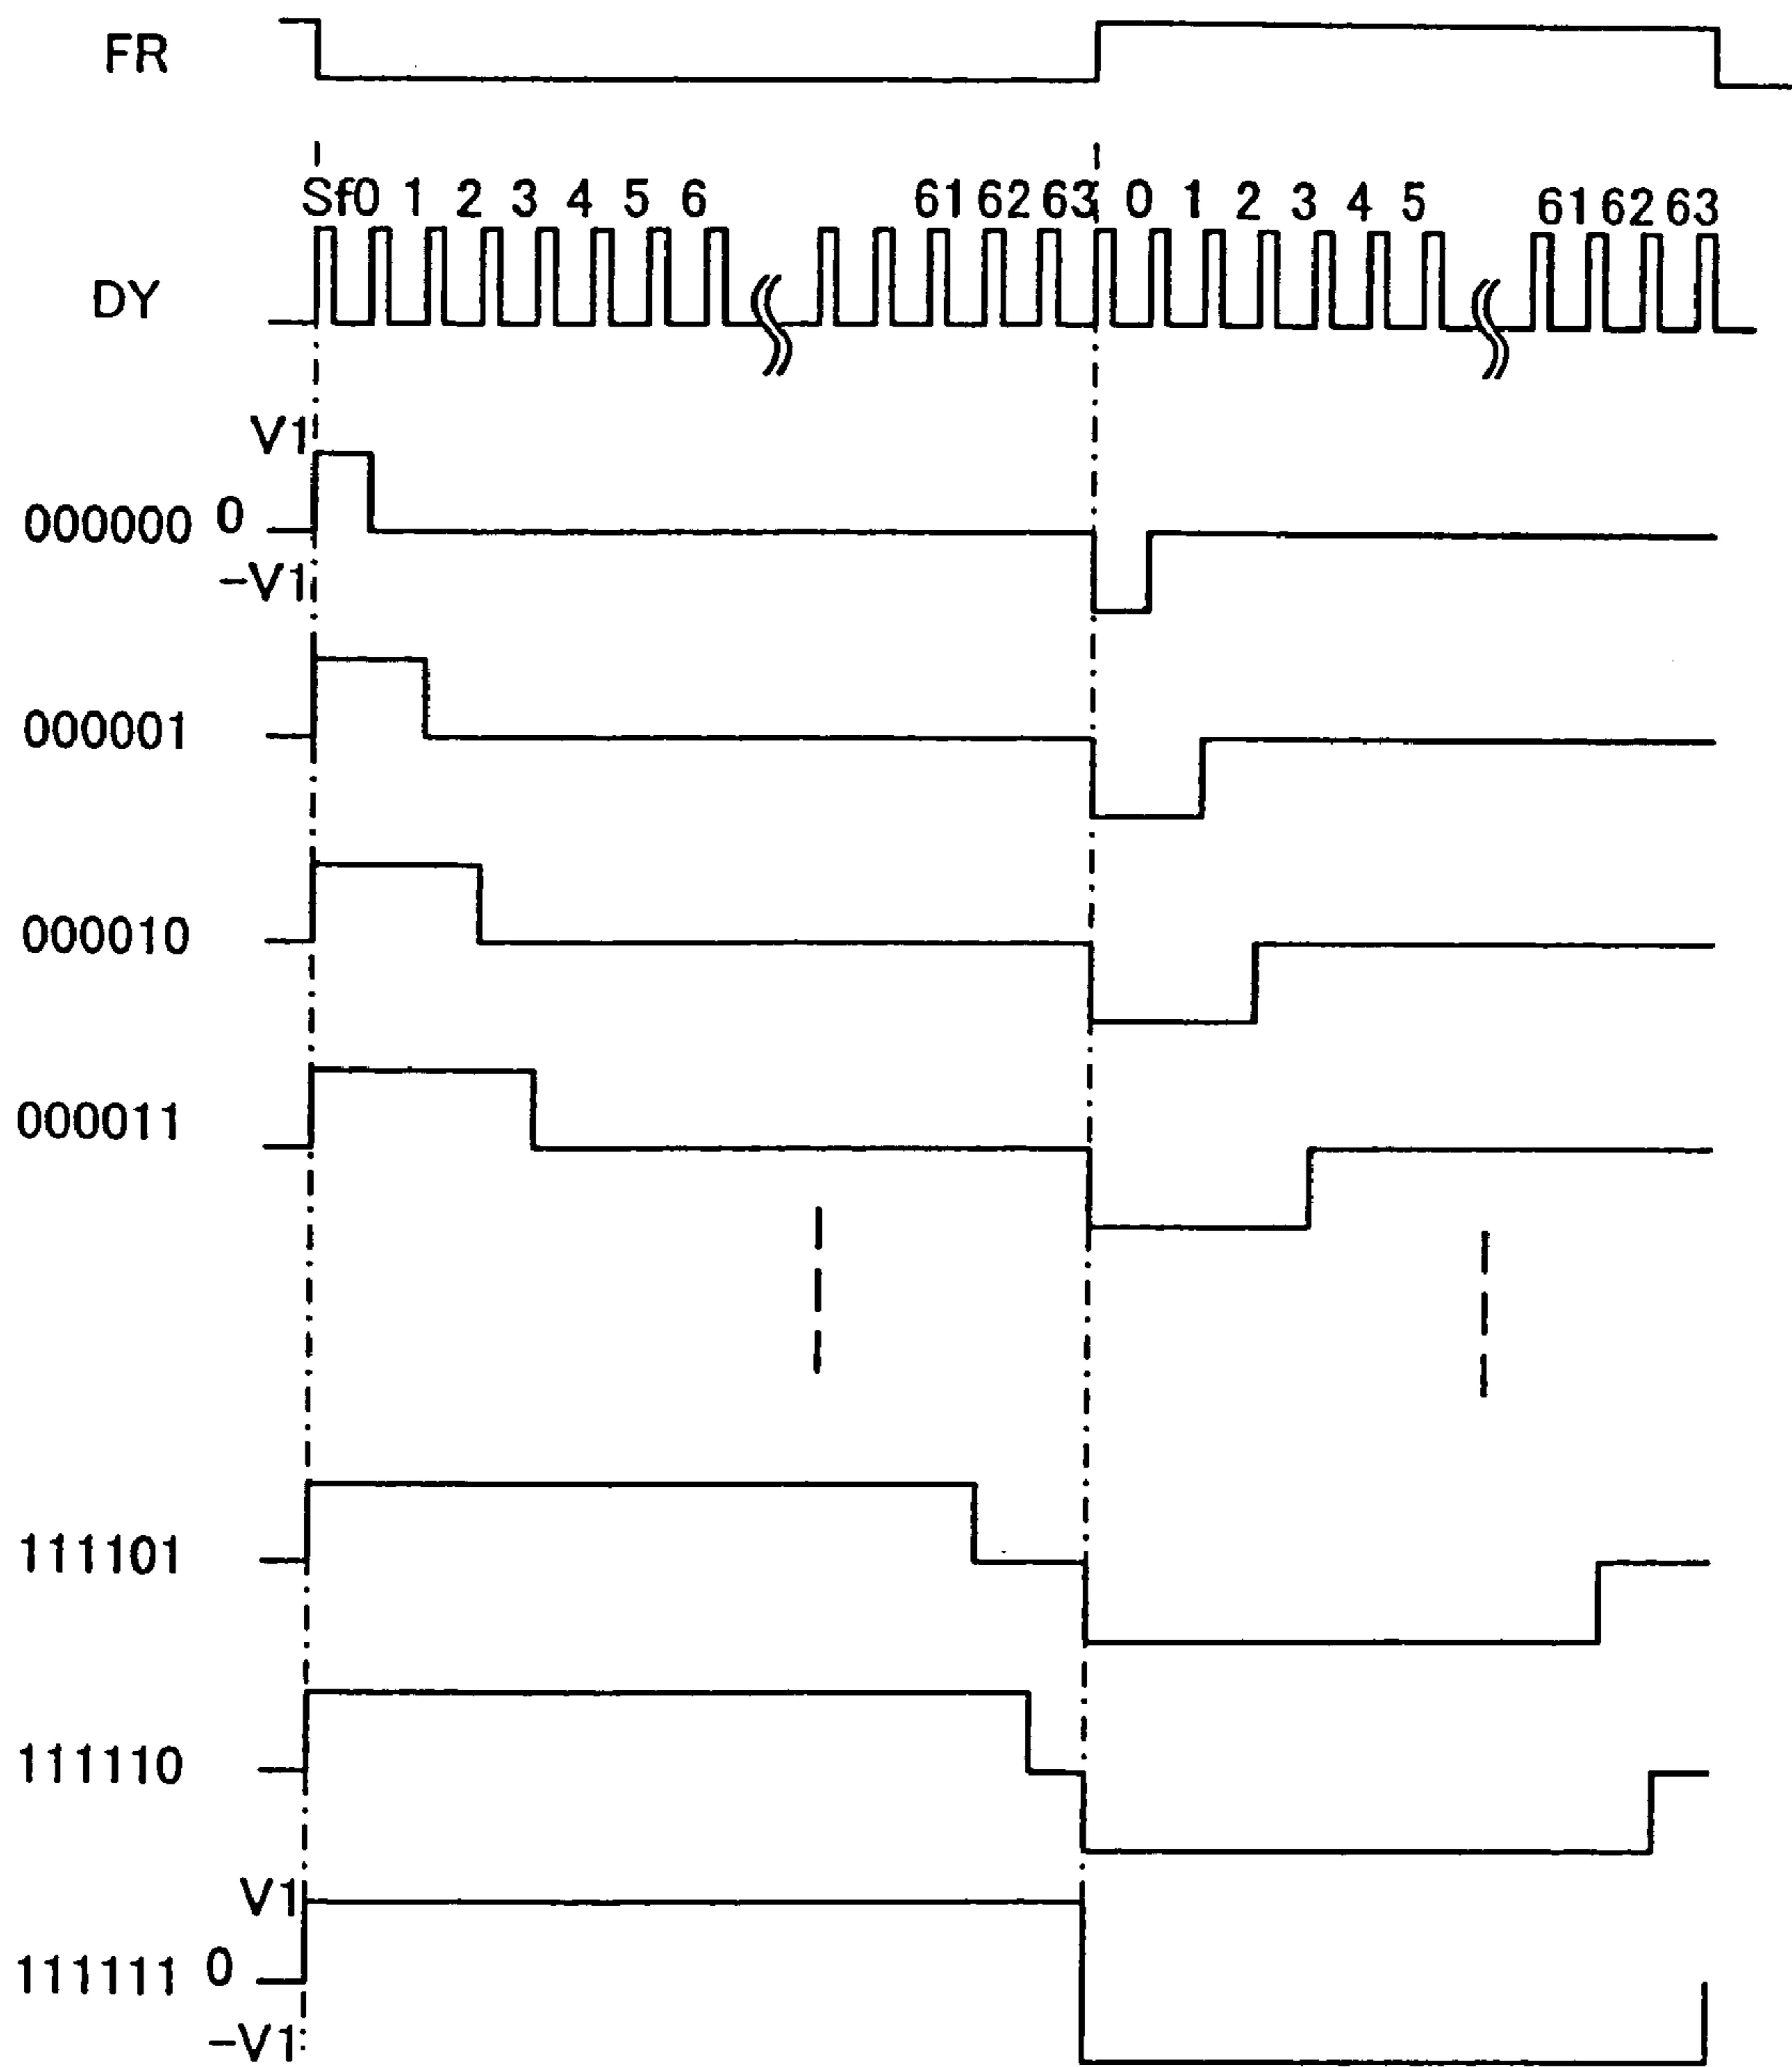 FR
Sf0 1 2 3 4 5 6 61 62 63 0 1 2 3 4 5 61 62 63
DY
V1
000000 0
-V1
000001
000010
000011
111101
111110
V1
111111 0
-V1